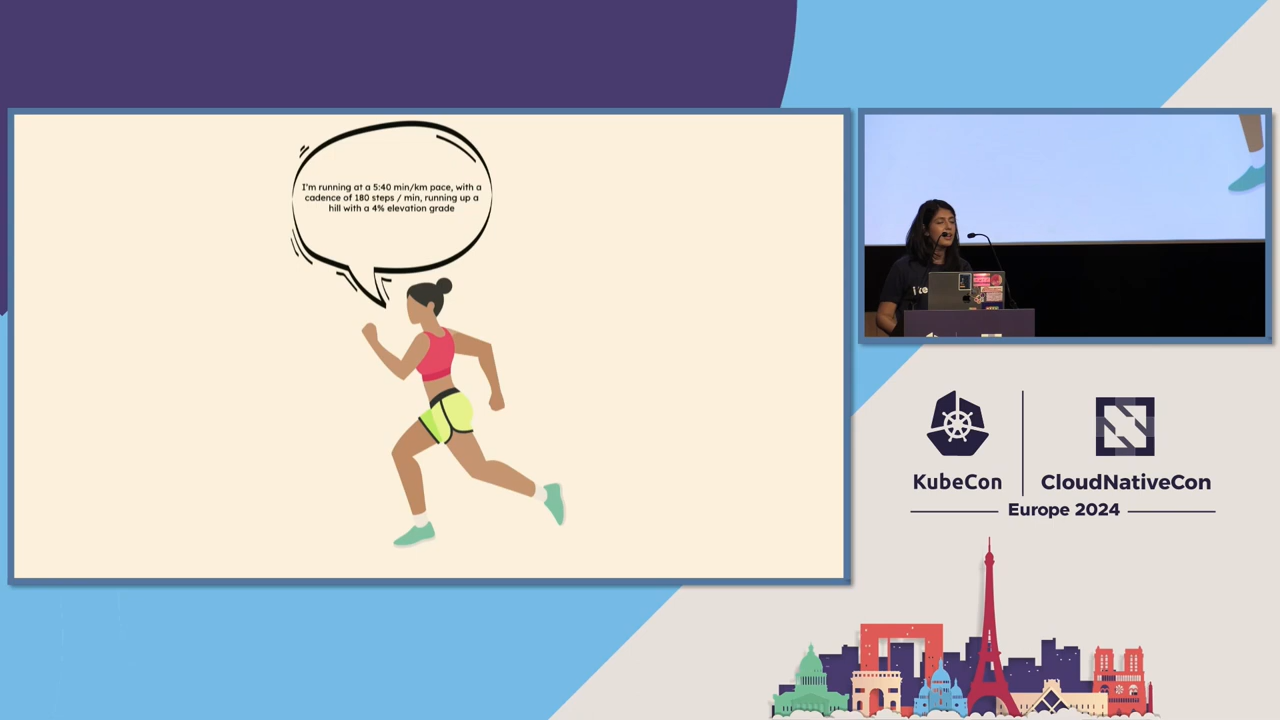 I'm running at a 5:40 min/km pace, with a
cadence of 180 steps / min, running up a
hill with a 4% elevation grade
KubeCon
CloudNativeCon
Europe 2024